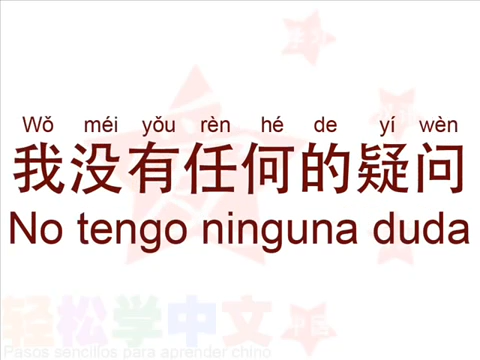 Wǒ méi yǒu rèn hé de yí wèn
我没有任何的疑问
No tengo ninguna duda
轻松学中文
Pasos sencillos para aprender chino